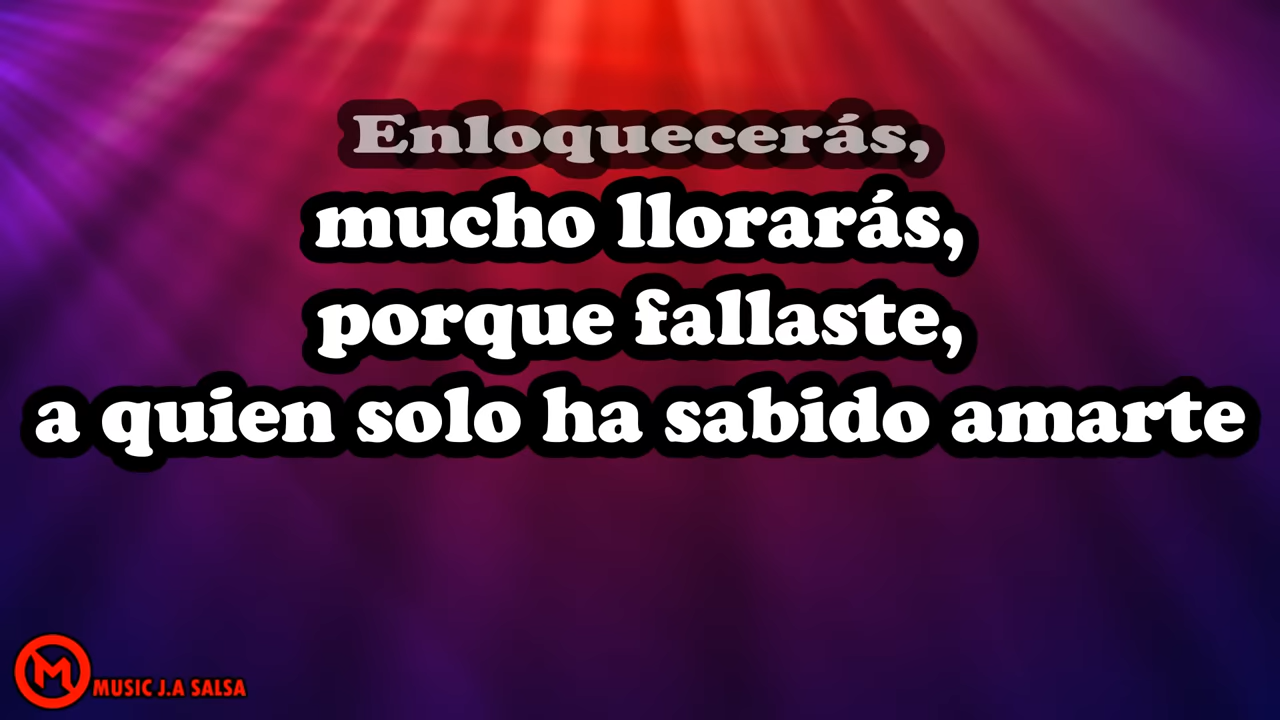 Enloquecerás,
mucho llorarás,
porque fallaste,
a quien solo ha sabido amarte
M MUSIC J.A SALSA